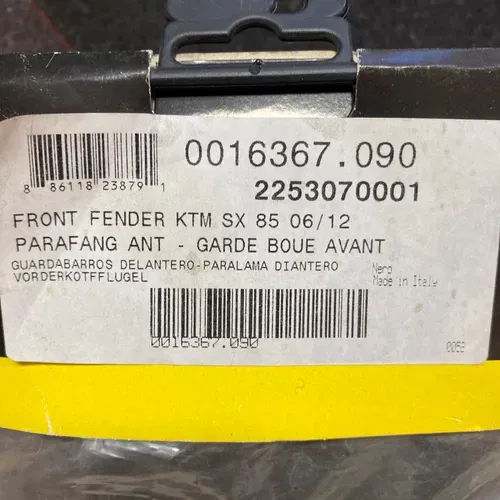 0016367.090
8 86118 23879 1
2253070001
FRONT FENDER KTM SX 85 06/12
PARAFANG ANT - GARDE BOUE AVANT
GUARDABARROS DELANTERO-PARALAMA DIANTERO
VORDERKOTFFLUGEL
Nero
Made in Italy
0016367.090
0052